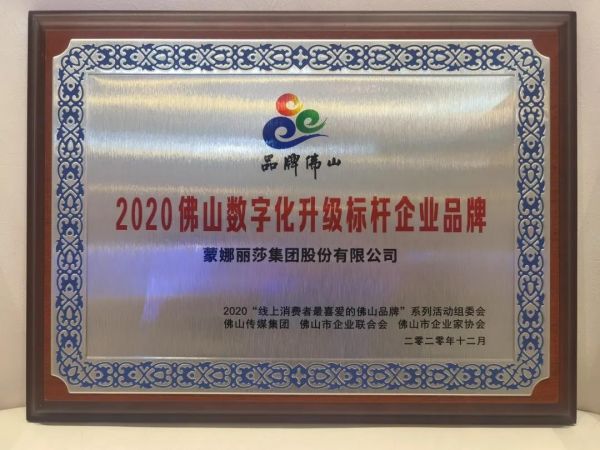 品牌佛山
2020佛山数字化升级标杆企业品牌
蒙娜丽莎集团股份有限公司
2020“线上消费者最喜爱的佛山品牌”系列活动组委会
佛山传媒集团 佛山市企业联合会 佛山市企业家协会
二零二零年十二月